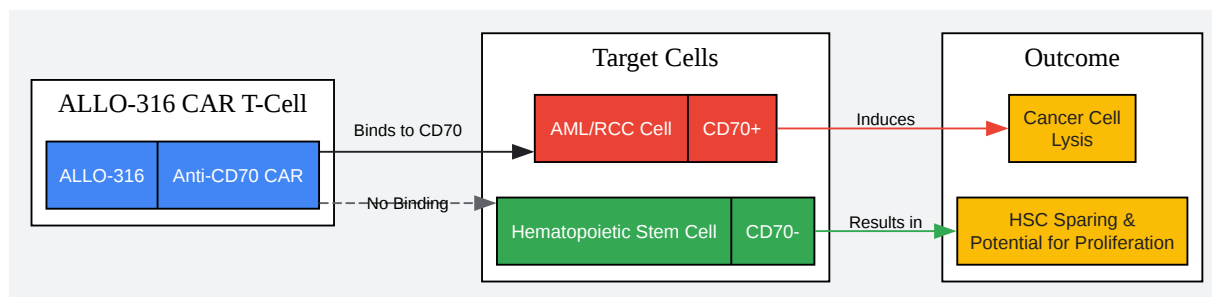 ALLO-316 CAR T-Cell
ALLO-316
Anti-CD70 CAR
Binds to CD70
No Binding
Target Cells
AML/RCC Cell
CD70+
Hematopoietic Stem Cell
CD70-
Induces
Results in
Outcome
Cancer Cell
Lysis
HSC Sparing &
Potential for Proliferation